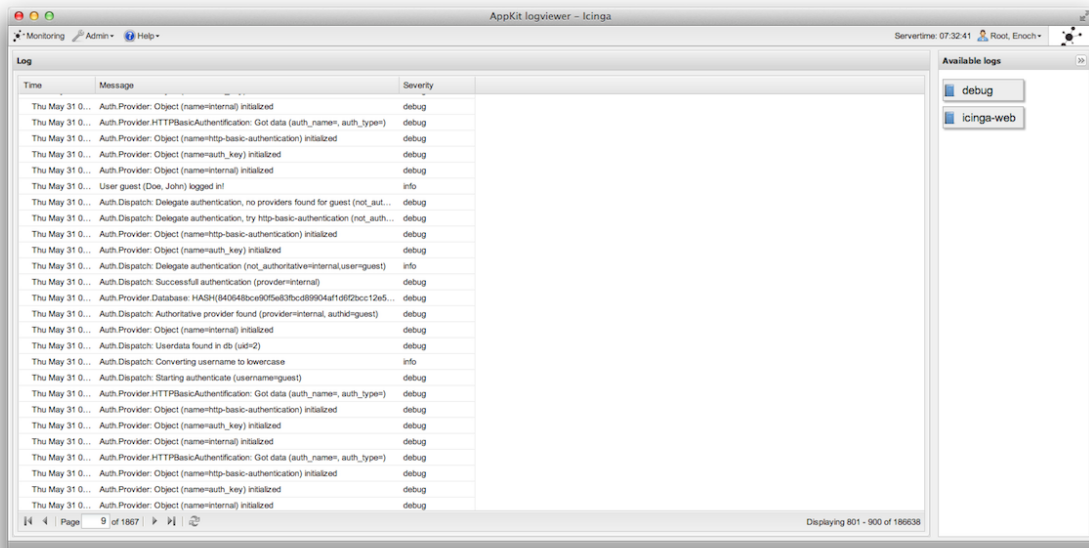 AppKit logviewer – Icinga
Monitoring Admin Help Servertime: 07:32:41 Root, Enoch
Log
Time Message Severity
Thu May 31 0... Auth.Provider: Object (name=internal) initialized debug
Thu May 31 0... Auth.Provider.HTTPBasicAuthentification: Got data (auth_name=, auth_type=) debug
Thu May 31 0... Auth.Provider: Object (name=http-basic-authentication) initialized debug
Thu May 31 0... Auth.Provider: Object (name=auth_key) initialized debug
Thu May 31 0... Auth.Provider: Object (name=internal) initialized debug
Thu May 31 0... User guest (Doe, John) logged in! info
Thu May 31 0... Auth.Dispatch: Delegate authentication, no providers found for guest (not_aut... debug
Thu May 31 0... Auth.Dispatch: Delegate authentication, try http-basic-authentication (not_auth... debug
Thu May 31 0... Auth.Provider: Object (name=http-basic-authentication) initialized debug
Thu May 31 0... Auth.Provider: Object (name=auth_key) initialized debug
Thu May 31 0... Auth.Dispatch: Delegate authentication (not_authoritative=internal,user=guest) info
Thu May 31 0... Auth.Dispatch: Successfull authentication (provder=internal) debug
Thu May 31 0... Auth.Provider.Database: HASH(840648bce90f5e83fbcd89904af1d6f2bcc12e5... debug
Thu May 31 0... Auth.Dispatch: Authoritative provider found (provider=internal, authid=guest) debug
Thu May 31 0... Auth.Provider: Object (name=internal) initialized debug
Thu May 31 0... Auth.Dispatch: Userdata found in db (uid=2) debug
Thu May 31 0... Auth.Dispatch: Converting username to lowercase info
Thu May 31 0... Auth.Dispatch: Starting authenticate (username=guest) debug
Thu May 31 0... Auth.Provider.HTTPBasicAuthentification: Got data (auth_name=, auth_type=) debug
Thu May 31 0... Auth.Provider: Object (name=http-basic-authentication) initialized debug
Thu May 31 0... Auth.Provider: Object (name=auth_key) initialized debug
Thu May 31 0... Auth.Provider: Object (name=internal) initialized debug
Thu May 31 0... Auth.Provider.HTTPBasicAuthentification: Got data (auth_name=, auth_type=) debug
Thu May 31 0... Auth.Provider: Object (name=http-basic-authentication) initialized debug
Thu May 31 0... Auth.Provider: Object (name=auth_key) initialized debug
Thu May 31 0... Auth.Provider: Object (name=internal) initialized debug
Page 9 of 1867 Displaying 801 - 900 of 186638
Available logs
debug
icinga-web